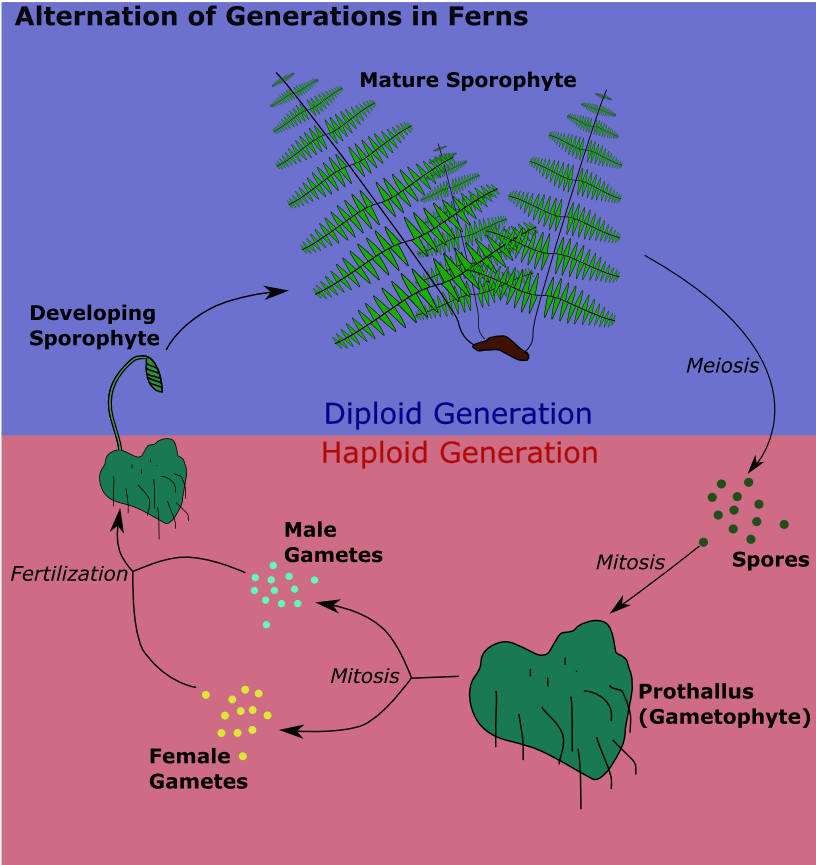 Alternation of Generations in Ferns
Mature Sporophyte
Developing
Sporophyte
Meiosis
Diploid Generation
Haploid Generation
Male
Gametes
Mitosis
Spores
Fertilization
Mitosis
Prothallus
(Gametophyte)
Female
Gametes